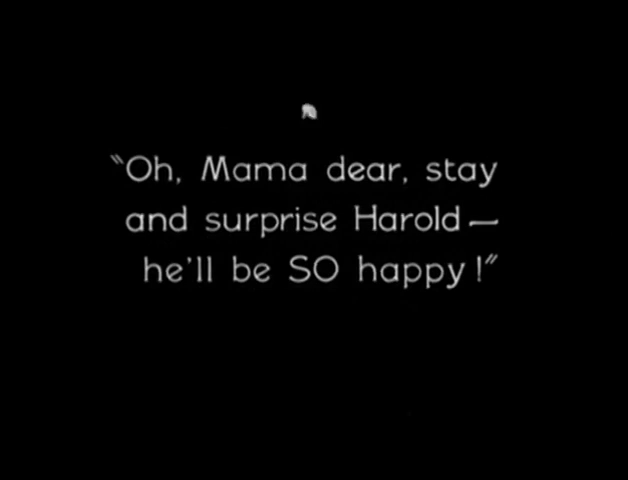 "Oh, Mama dear, stay
and surprise Harold —
he'll be SO happy!"